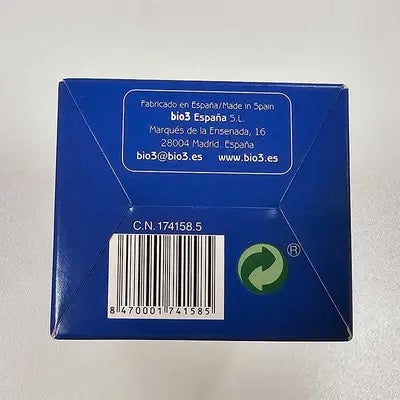 Fabricado en España/Made in Spain
bio3 España S.L.
Marqués de la Ensenada, 16
28004 Madrid. España
bio3@bio3.es www.bio3.es
C.N. 174158.5
®
8 470001 741585